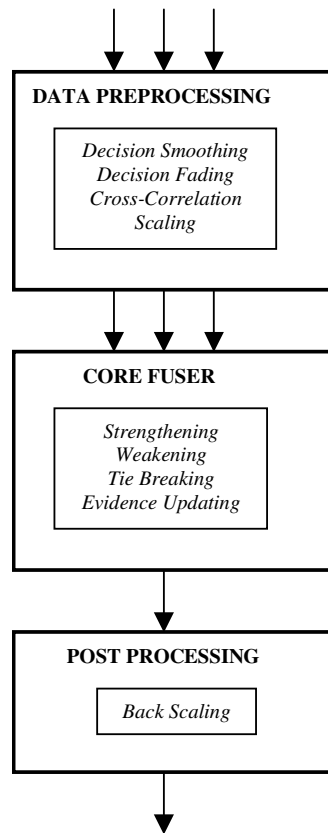 DATA PREPROCESSING
Decision Smoothing
Decision Fading
Cross-Correlation
Scaling
CORE FUSER
Strengthening
Weakening
Tie Breaking
Evidence Updating
POST PROCESSING
Back Scaling